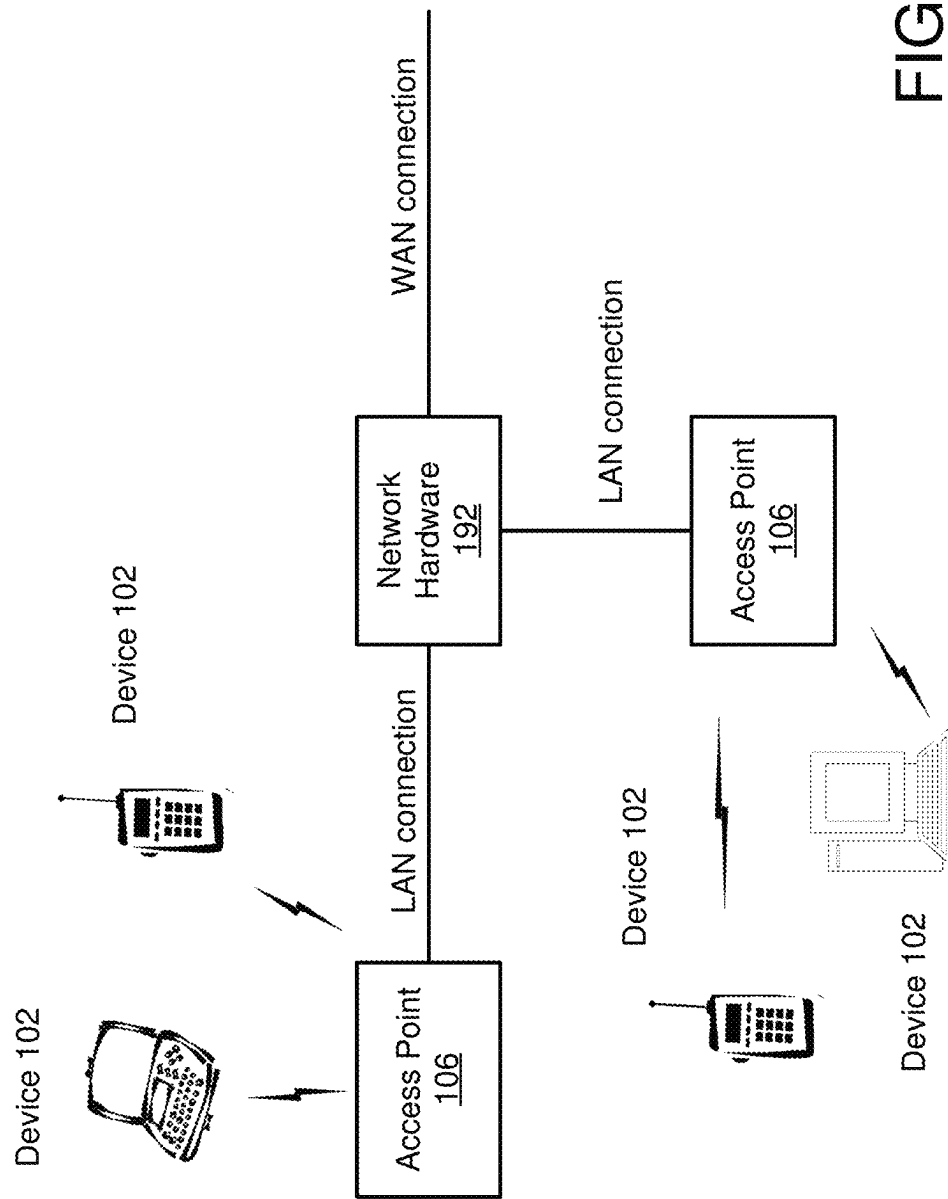 Device 102
Device 102
Access Point
106
LAN connection
Network
Hardware
192
WAN connection
Device 102
LAN connection
Access Point
106
Device 102
FIG